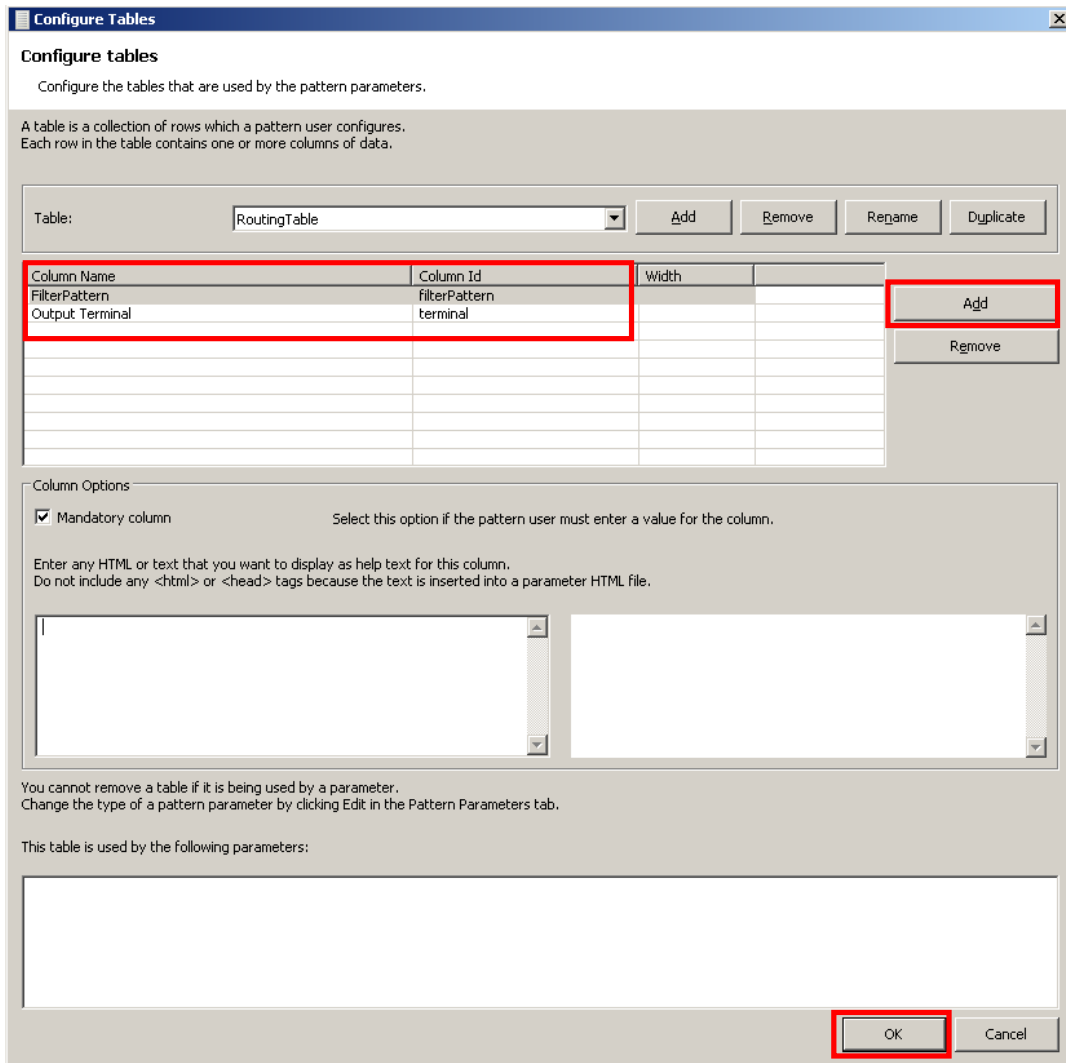 Configure Tables
Configure tables
Configure the tables that are used by the pattern parameters.
A table is a collection of rows which a pattern user configures.
Each row in the table contains one or more columns of data.
Table: RoutingTable Add Remove Rename Duplicate
Column Name Column Id Width
FilterPattern filterPattern
Output Terminal terminal
Add
Remove
Column Options
Mandatory column Select this option if the pattern user must enter a value for the column.
Enter any HTML or text that you want to display as help text for this column.
Do not include any <html> or <head> tags because the text is inserted into a parameter HTML file.
You cannot remove a table if it is being used by a parameter.
Change the type of a pattern parameter by clicking Edit in the Pattern Parameters tab.
This table is used by the following parameters:
OK Cancel